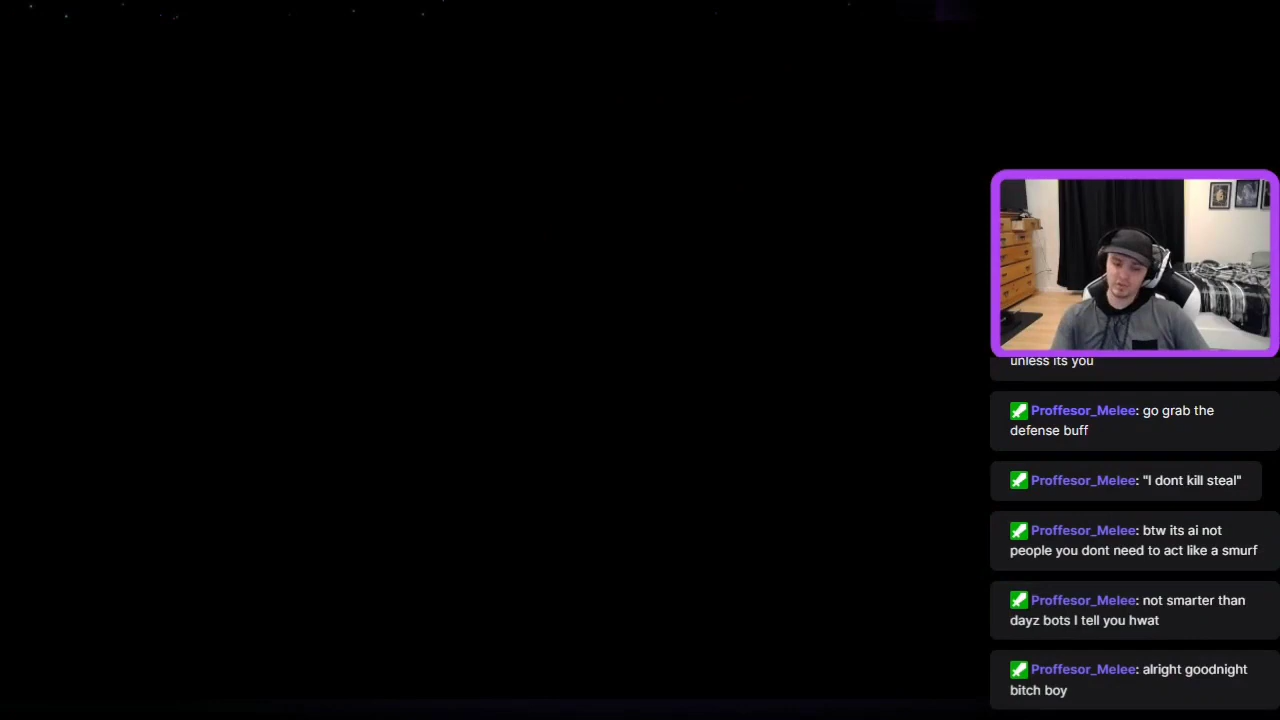 unless its you
Proffesor_Melee: go grab the
defense buff
Proffesor_Melee: "I dont kill steal"
Proffesor_Melee: btw its ai not
people you dont need to act like a smurf
Proffesor_Melee: not smarter than
dayz bots I tell you hwat
Proffesor_Melee: alright goodnight
bitch boy